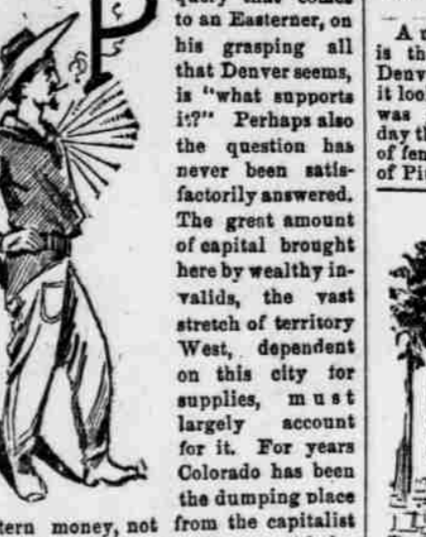 query that comes
to an Easterner, on
his grasping all
that Denver seems,
is "what supports
it?" Perhaps also
the question has
never been satis-
factorily answered.
The great amount
of capital brought
here by wealthy in-
valids, the vast
stretch of territory
West, dependent
on this city for
supplies, must
largely account
for it. For years
Colorado has been
the dumping place
tern money, not from the capitalist
A
is th
Denv
it loo
was
day th
of fen
of Pi